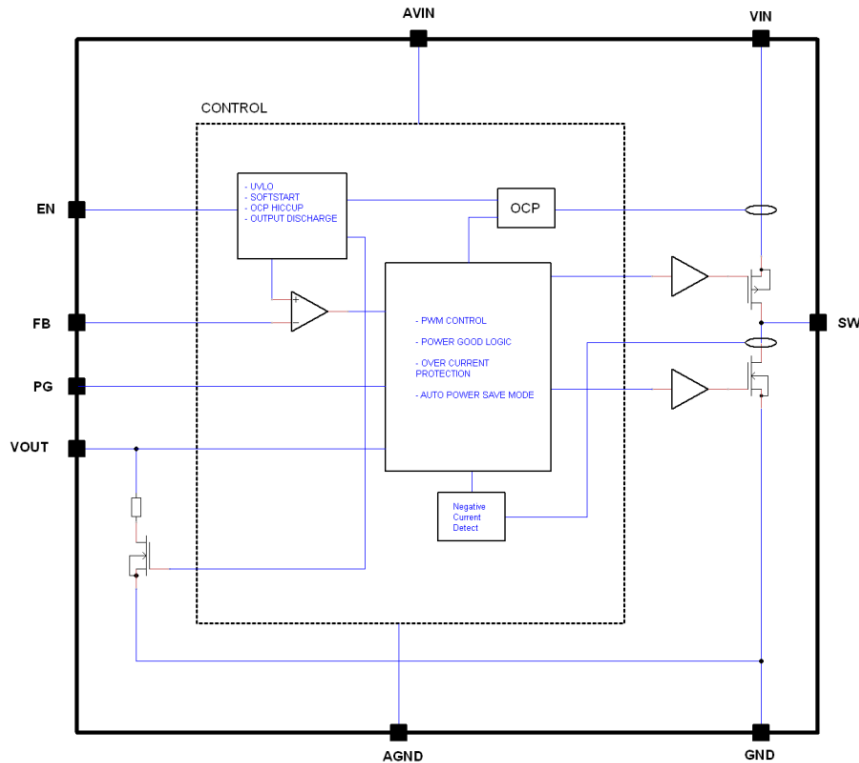 AVIN
VIN
CONTROL
- UVLO
- SOFTSTART
- OCP HICCUP
- OUTPUT DISCHARGE
OCP
EN
+
-
FB
- PWM CONTROL
- POWER GOOD LOGIC
- OVER CURRENT
PROTECTION
- AUTO POWER SAVE MODE
SW
PG
VOUT
Negative
Current
Detect
AGND
GND